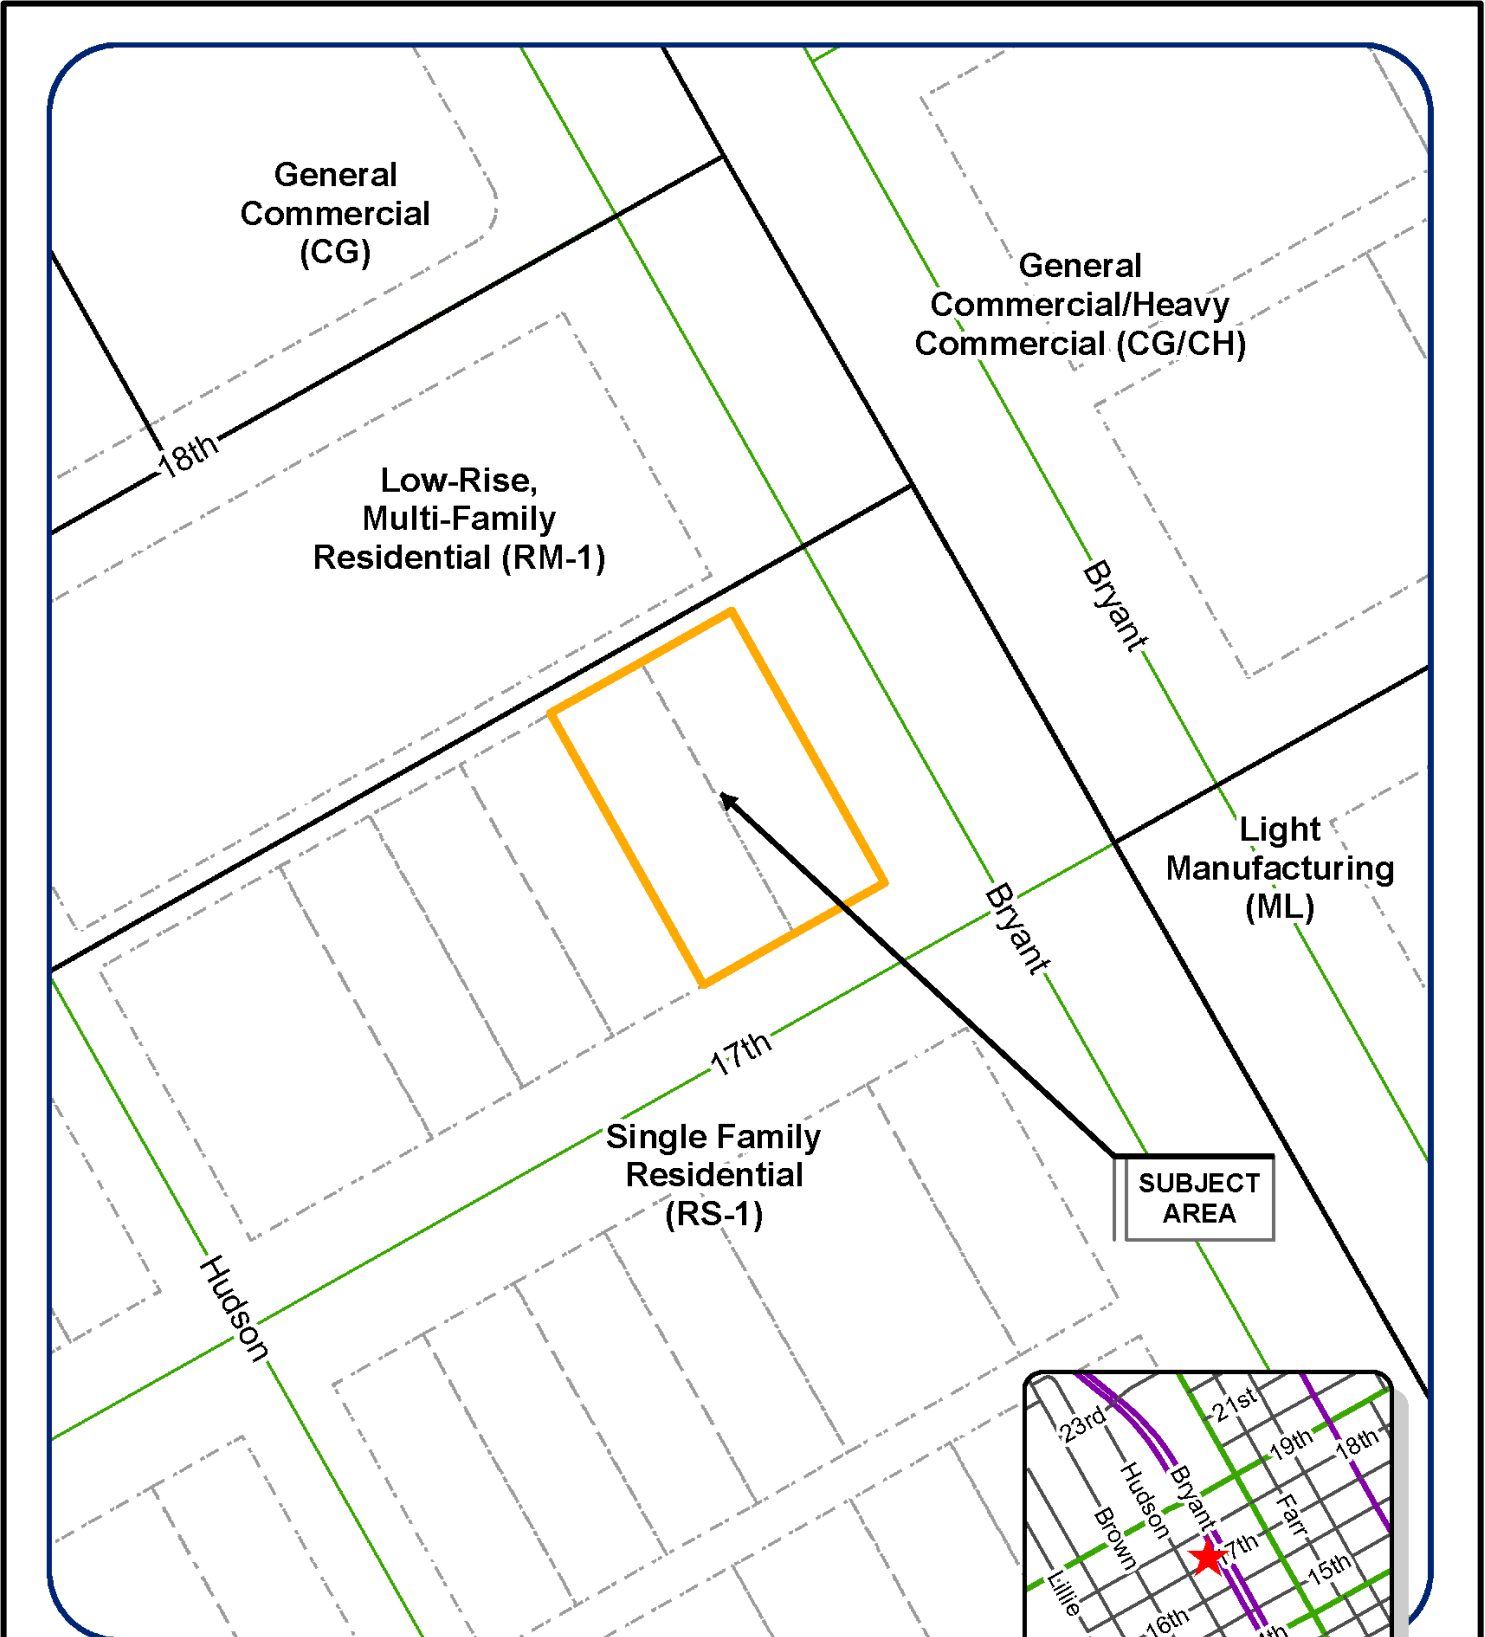 General
Commercial
(CG)
General
Commercial/Heavy
Commercial (CG/CH)
18th
Low-Rise,
Multi-Family
Residential (RM-1)
Bryant
Light
Manufacturing
(ML)
Bryant
17th
Single Family
Residential
(RS-1)
SUBJECT
AREA
Hudson
23rd
21st
19th
18th
Hudson
Bryant
Farr
Brown
17th
15th
Lillie
16th